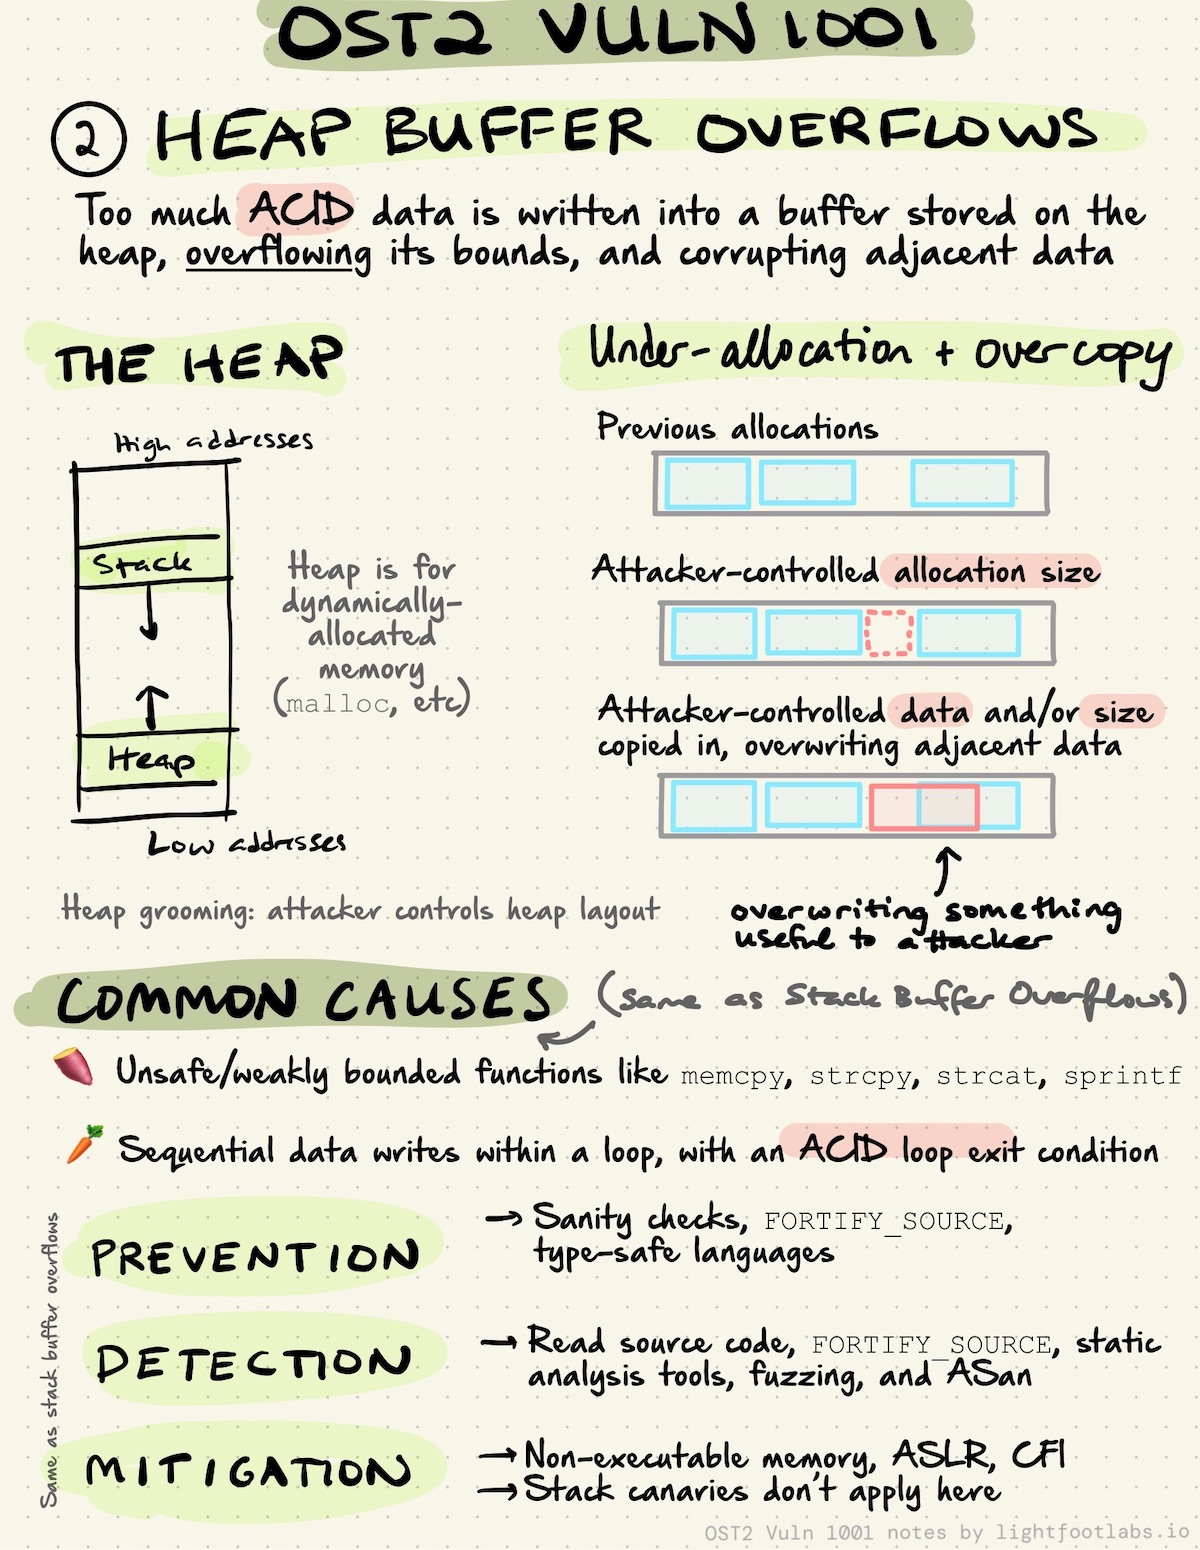 OST2 VULN 1001
2 HEAP BUFFER OVERFLOWS
Too much ACID data is written into a buffer stored on the
heap, overflowing its bounds, and corrupting adjacent data
THE HEAP
High addresses
Stack
Heap
Low addresses
Heap is for
dynamically-
allocated
memory
(malloc, etc)
Heap grooming: attacker controls heap layout
Under-allocation + overcopy
Previous allocations
Attacker-controlled allocation size
Attacker-controlled data and/or size
copied in, overwriting adjacent data
overwriting something
useful to attacker
COMMON CAUSES
(Same as Stack Buffer Overflows)
Unsafe/weakly bounded functions like memcpy, strcpy, strcat, sprintf
Sequential data writes within a loop, with an ACID loop exit condition
Same as stack buffer overflows
PREVENTION
→ Sanity checks, FORTIFY_SOURCE,
type-safe languages
DETECTION
→ Read source code, FORTIFY_SOURCE, static
analysis tools, fuzzing, and ASan
MITIGATION
→ Non-executable memory, ASLR, CFI
→ Stack canaries don't apply here
OST2 Vuln 1001 notes by lightfootlabs.io